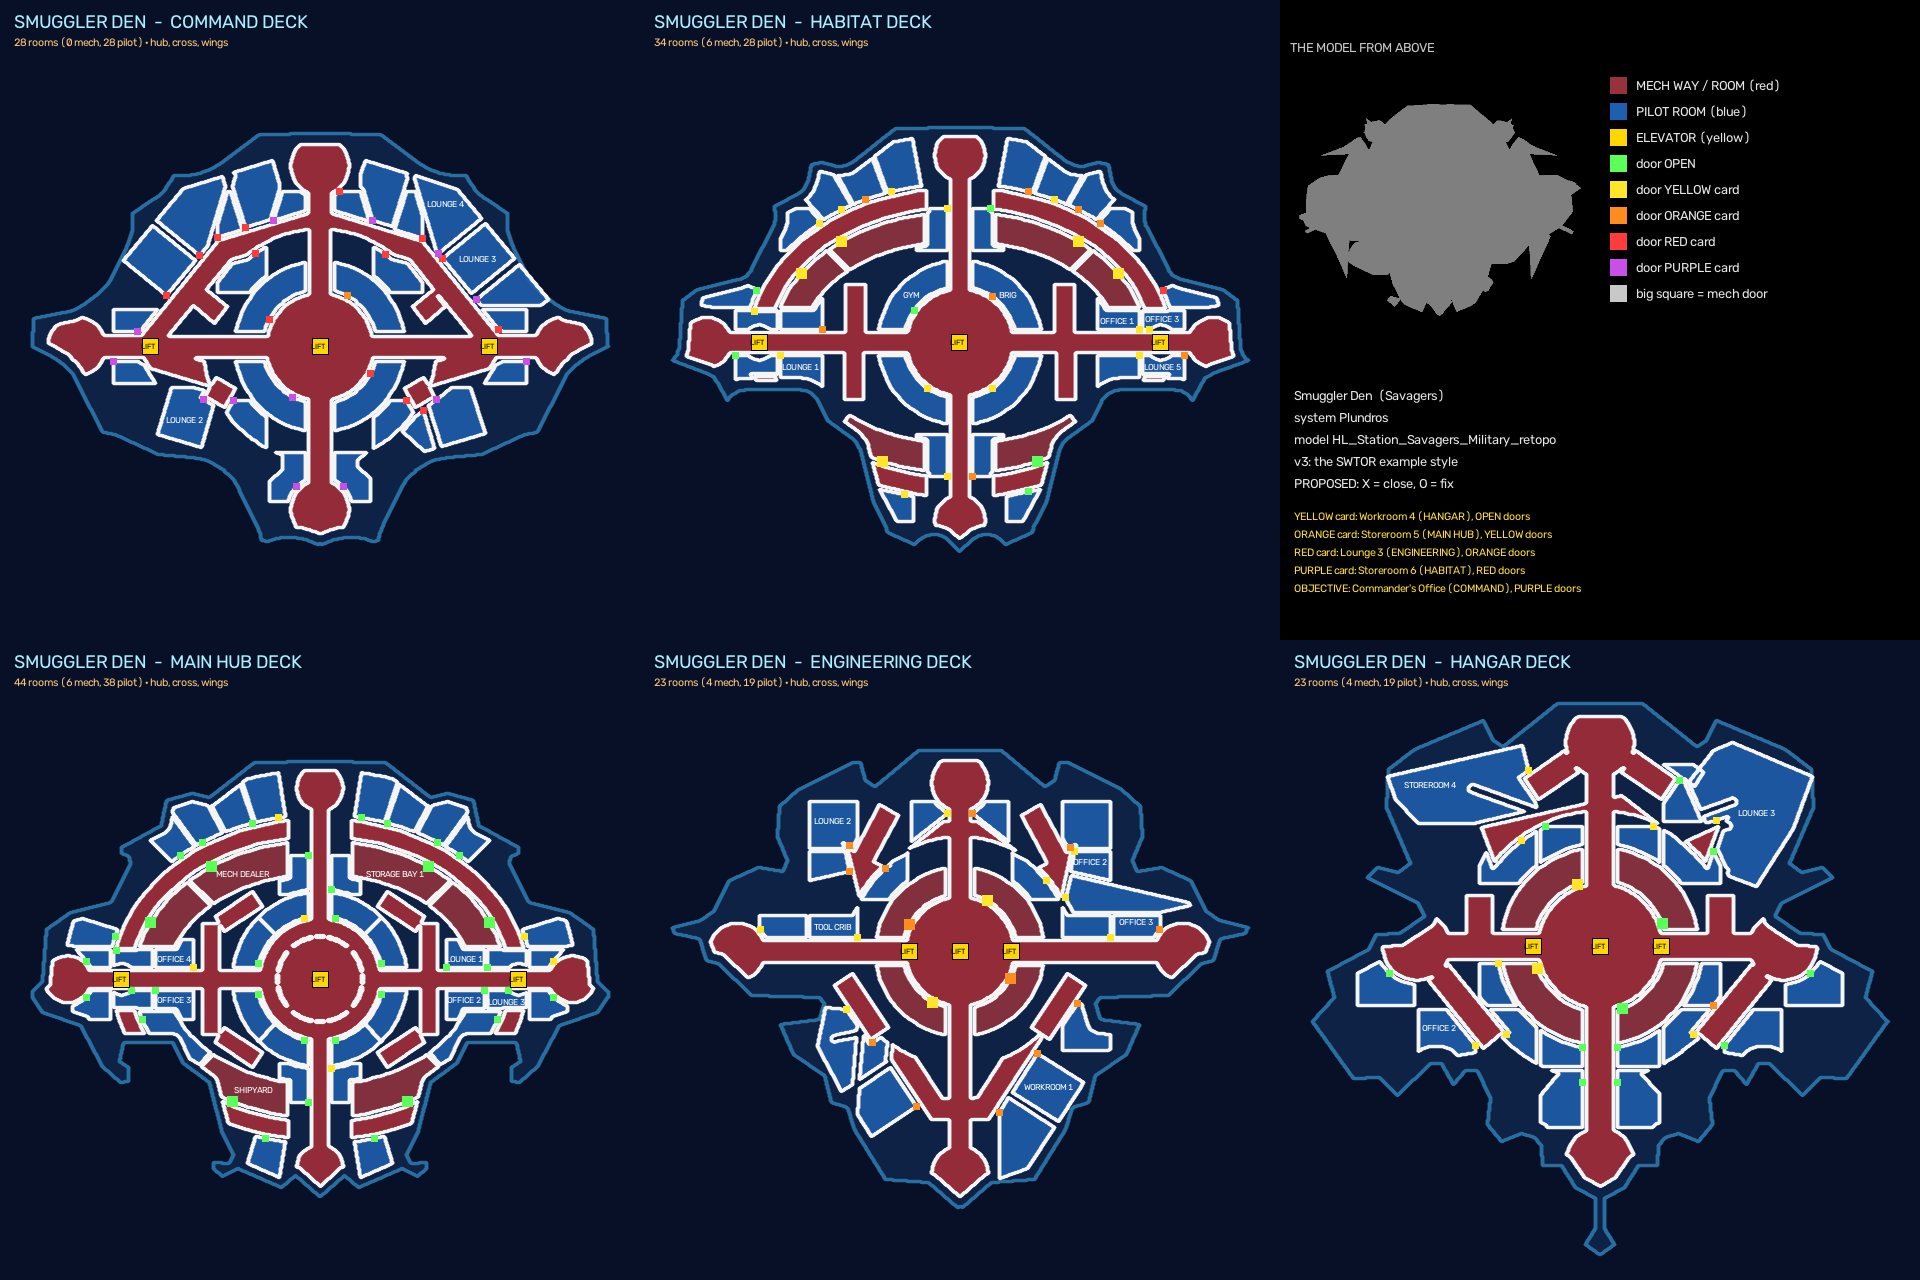 SMUGGLER DEN - COMMAND DECK
28 rooms (0 mech, 28 pilot) • hub, cross, wings
LOUNGE 4
LOUNGE 3
LIFT
LIFT
LIFT
LOUNGE 2
SMUGGLER DEN - HABITAT DECK
34 rooms (6 mech, 28 pilot) • hub, cross, wings
GYM
BRIG
OFFICE 1
OFFICE 3
LIFT
LIFT
LIFT
LOUNGE 1
LOUNGE 5
THE MODEL FROM ABOVE
MECH WAY / ROOM (red)
PILOT ROOM (blue)
ELEVATOR (yellow)
door OPEN
door YELLOW card
door ORANGE card
door RED card
door PURPLE card
big square = mech door
Smuggler Den (Savagers)
system Plundros
model HL_Station_Savagers_Military_retopo
v3: the SWTOR example style
PROPOSED: X = close, O = fix
YELLOW card: Workroom 4 (HANGAR), OPEN doors
ORANGE card: Storeroom 5 (MAIN HUB), YELLOW doors
RED card: Lounge 3 (ENGINEERING), ORANGE doors
PURPLE card: Storeroom 6 (HABITAT), RED doors
OBJECTIVE: Commander's Office (COMMAND), PURPLE doors
SMUGGLER DEN - MAIN HUB DECK
44 rooms (6 mech, 38 pilot) • hub, cross, wings
MECH DEALER
STORAGE BAY 1
OFFICE 4
LOUNGE 1
LIFT
LIFT
LIFT
OFFICE 3
OFFICE 2
LOUNGE 3
SHIPYARD
SMUGGLER DEN - ENGINEERING DECK
23 rooms (4 mech, 19 pilot) • hub, cross, wings
LOUNGE 2
OFFICE 2
TOOL CRIB
OFFICE 3
LIFT
LIFT
LIFT
WORKROOM 1
SMUGGLER DEN - HANGAR DECK
23 rooms (4 mech, 19 pilot) • hub, cross, wings
STOREROOM 4
LOUNGE 3
LIFT
LIFT
LIFT
OFFICE 2